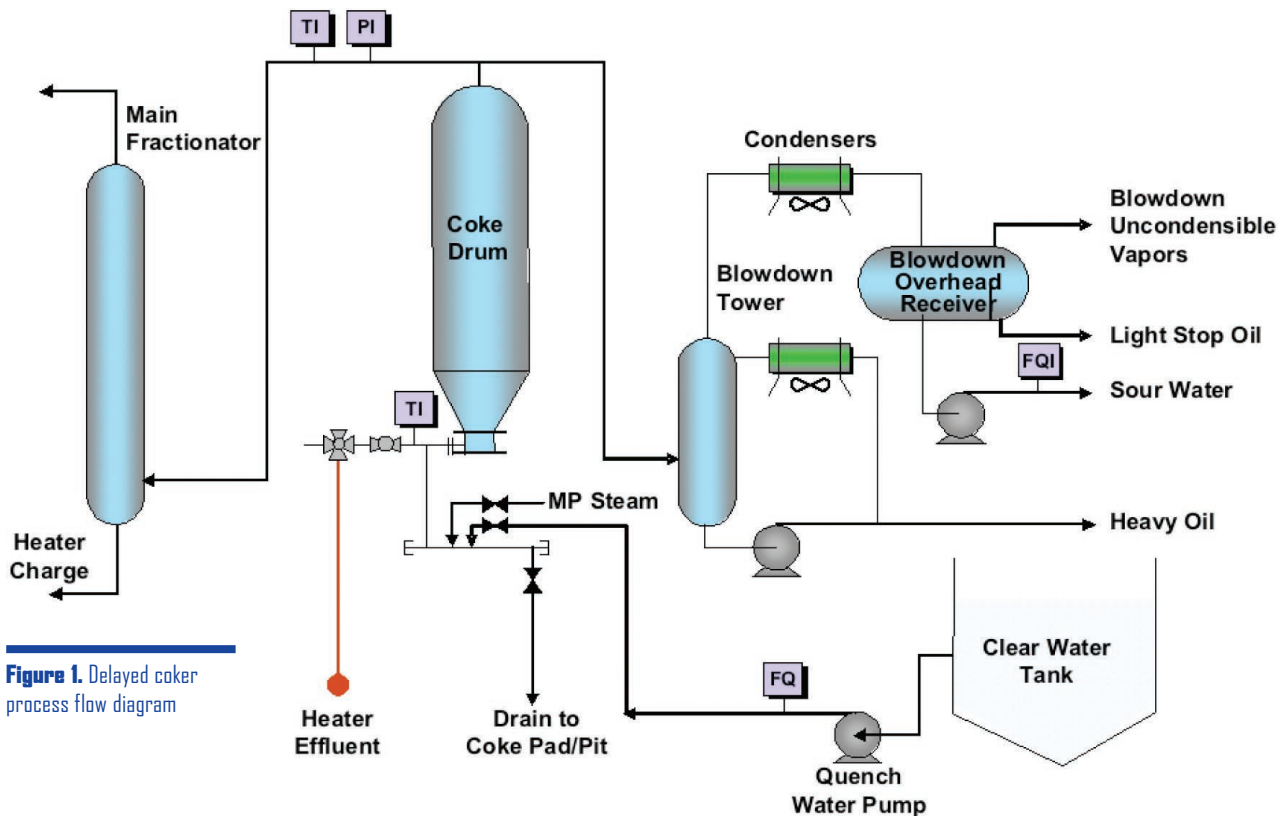 TI
PI
Main
Fractionator
Condensers
Coke
Drum
Blowdown
Uncondensible
Vapors
Blowdown
Overhead
Receiver
Blowdown
Tower
Light Stop Oil
FQI
Sour Water
TI
MP Steam
Heavy Oil
Heater
Charge
Clear Water
Tank
Figure 1. Delayed coker
process flow diagram
FQ
Heater
Effluent
Drain to
Coke Pad/Pit
Quench
Water Pump